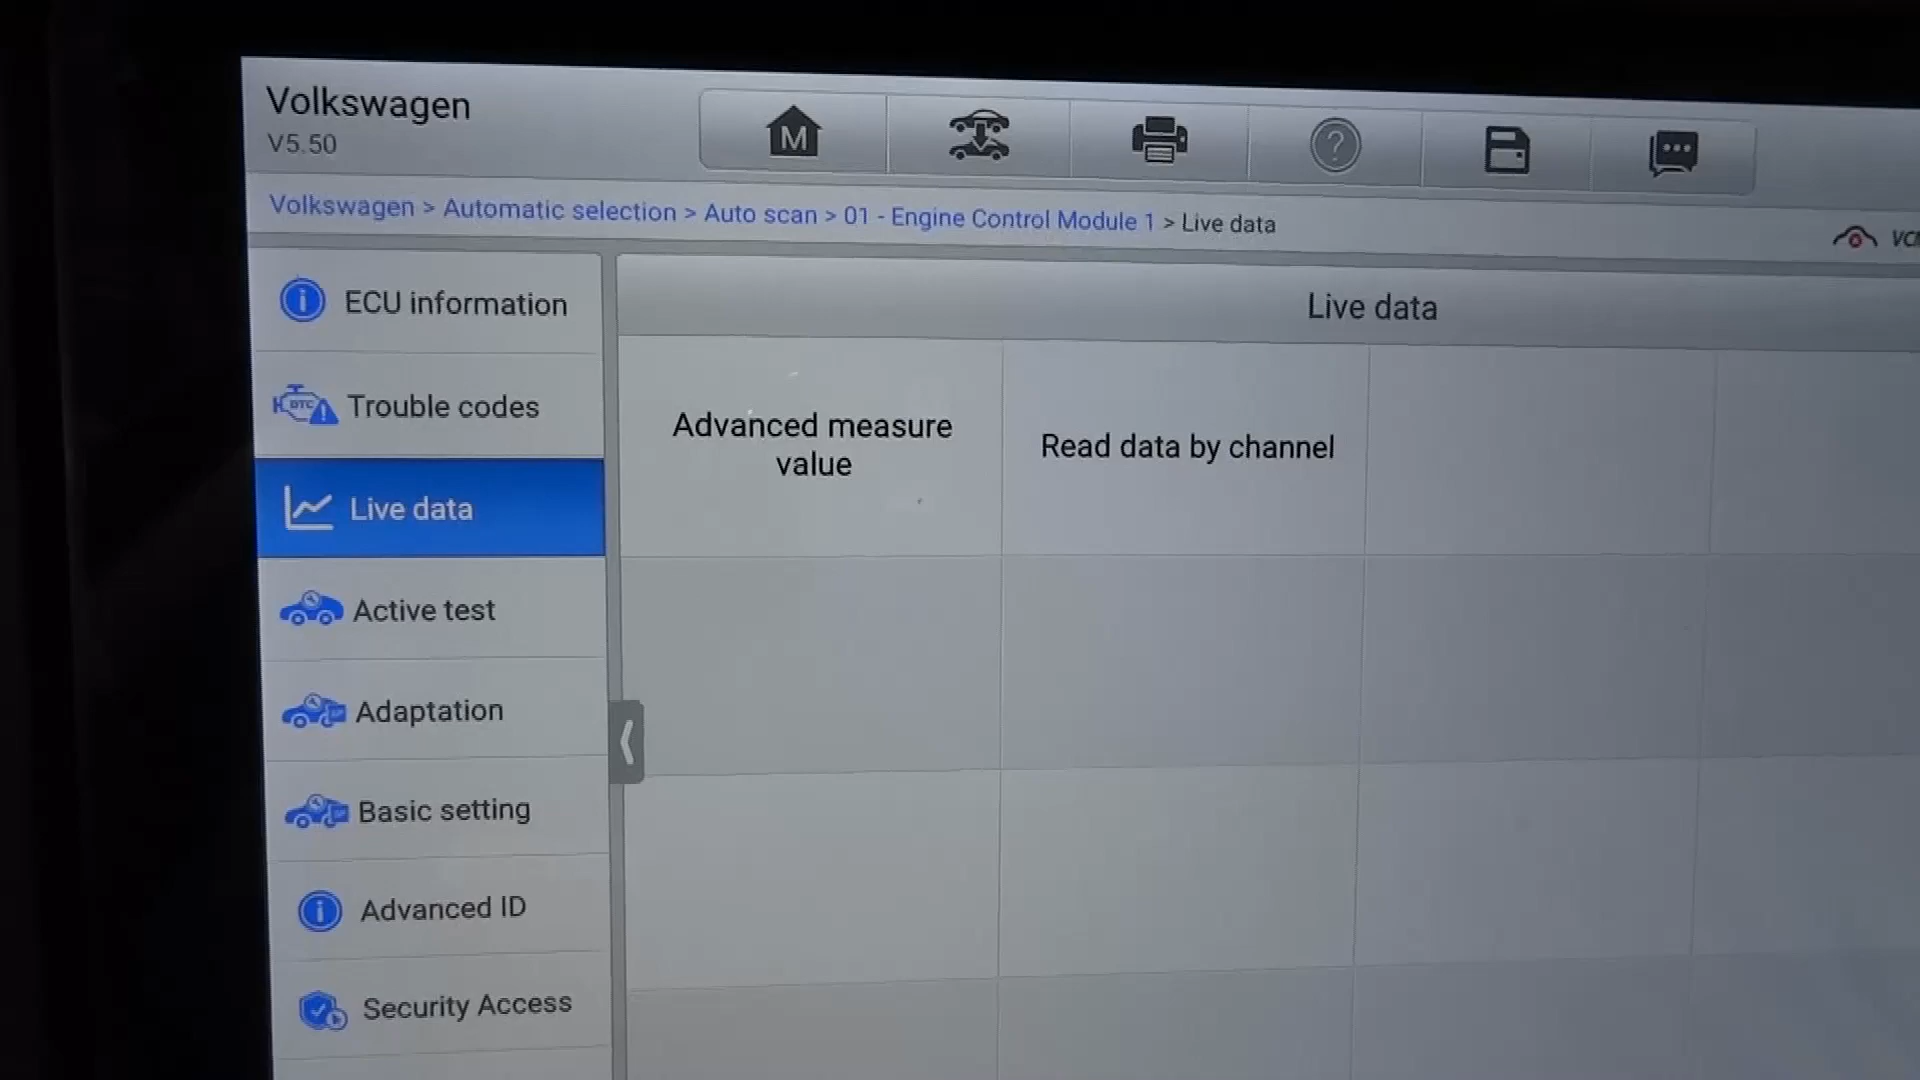 Volkswagen
V5.50
M
?
Volkswagen > Automatic selection > Auto scan > 01 - Engine Control Module 1 > Live data
ECU information
DTC
Trouble codes
Live data
Active test
Adaptation
Basic setting
Advanced ID
Security Access
Live data
Advanced measure
value
Read data by channel